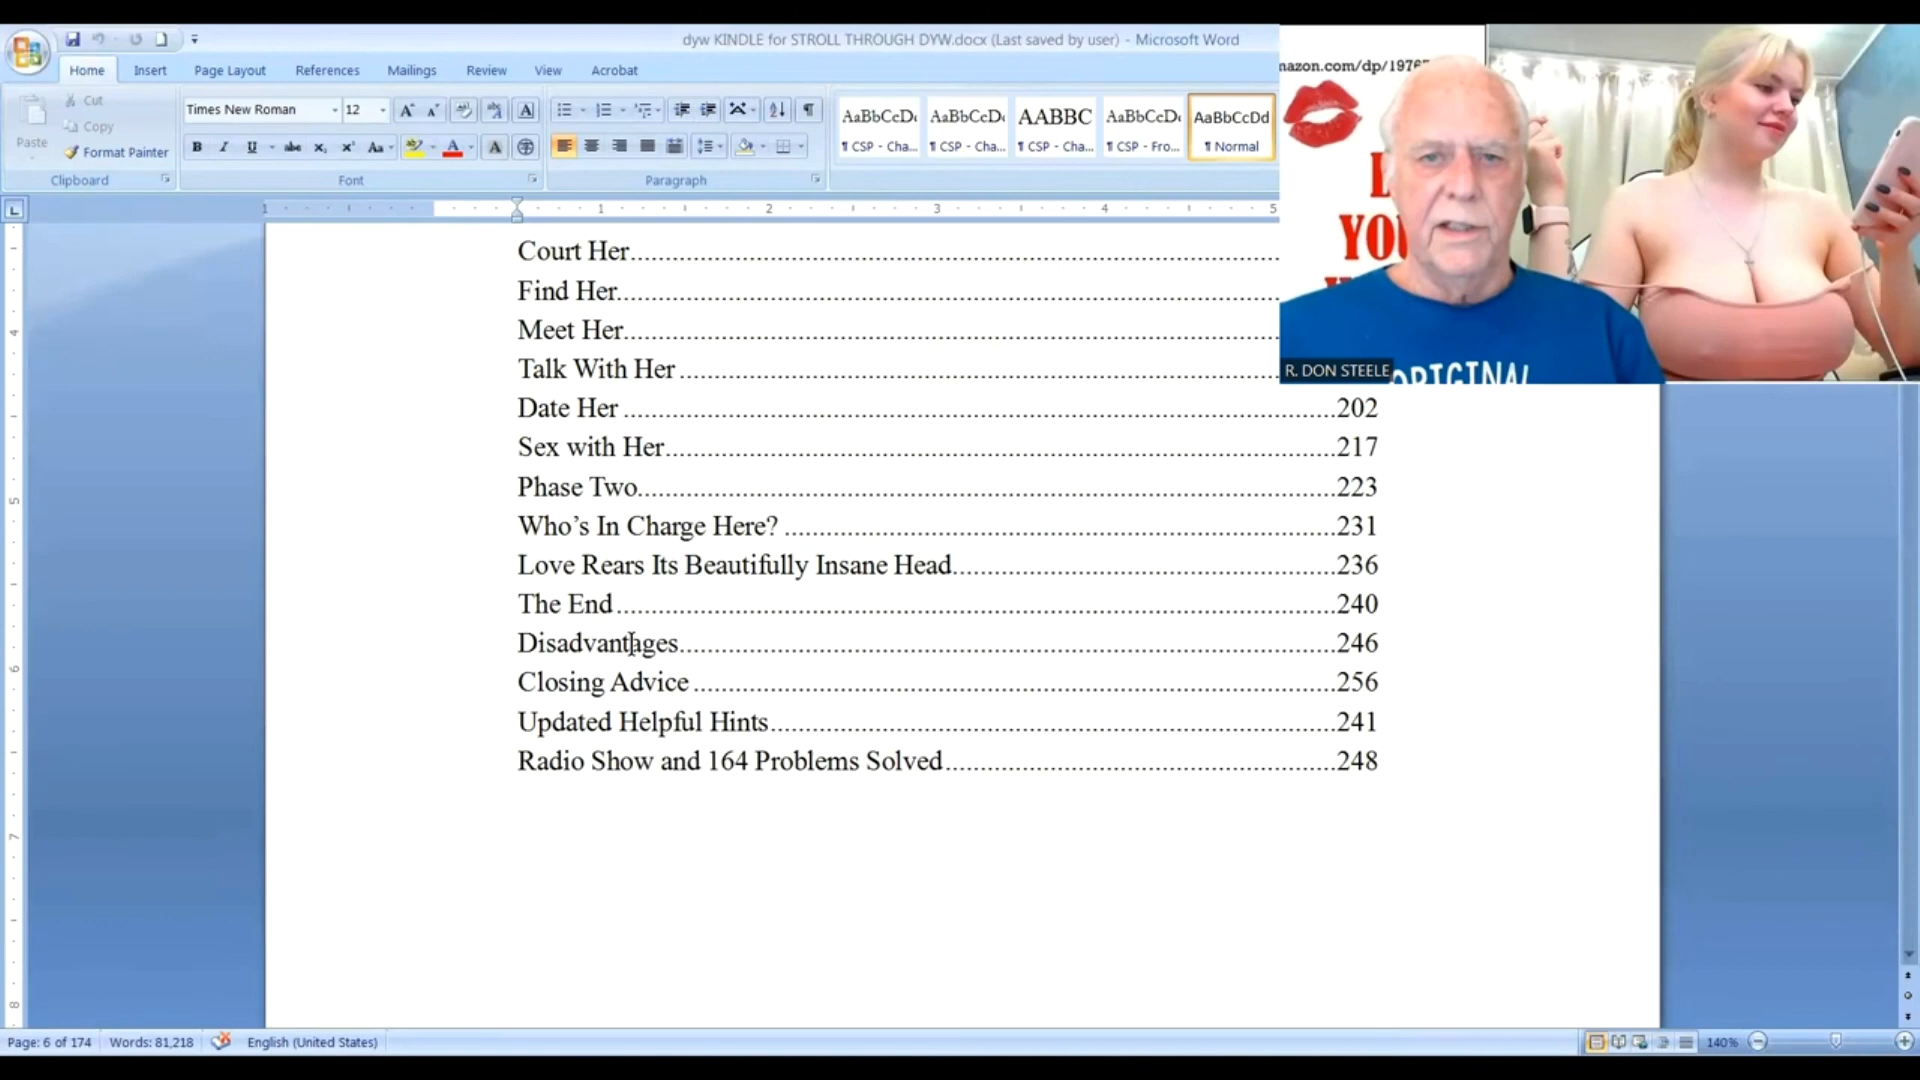 dyw KINDLE for STROLL THROUGH DYW.docx (Last saved by user) - Microsoft Word
Home Insert Page Layout References Mailings Review View Acrobat
Paste
Cut
Copy
Format Painter
Clipboard
Times New Roman 12
Font
Paragraph
AaBbCcDc AaBbCcDc AABBC AaBbCcDc AaBbCcDd
¶ CSP - Cha... ¶ CSP - Cha... ¶ CSP - Cha... ¶ CSP - Fro... ¶ Normal
mazon.com/dp/1976
YOU
R. DON STEELE
ORIGINAL
Court Her
Find Her
Meet Her
Talk With Her
Date Her 202
Sex with Her 217
Phase Two 223
Who’s In Charge Here? 231
Love Rears Its Beautifully Insane Head 236
The End 240
Disadvantages 246
Closing Advice 256
Updated Helpful Hints 241
Radio Show and 164 Problems Solved 248
Page: 6 of 174 Words: 81,218 English (United States) 140%